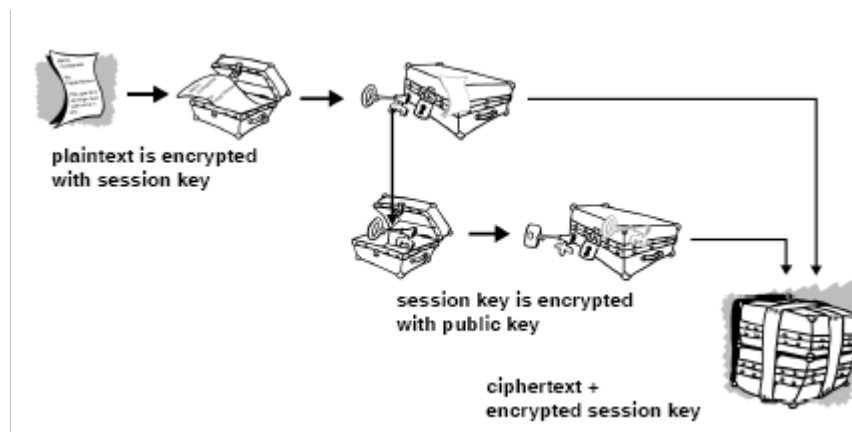 plaintext is encrypted
with session key
session key is encrypted
with public key
ciphertext +
encrypted session key